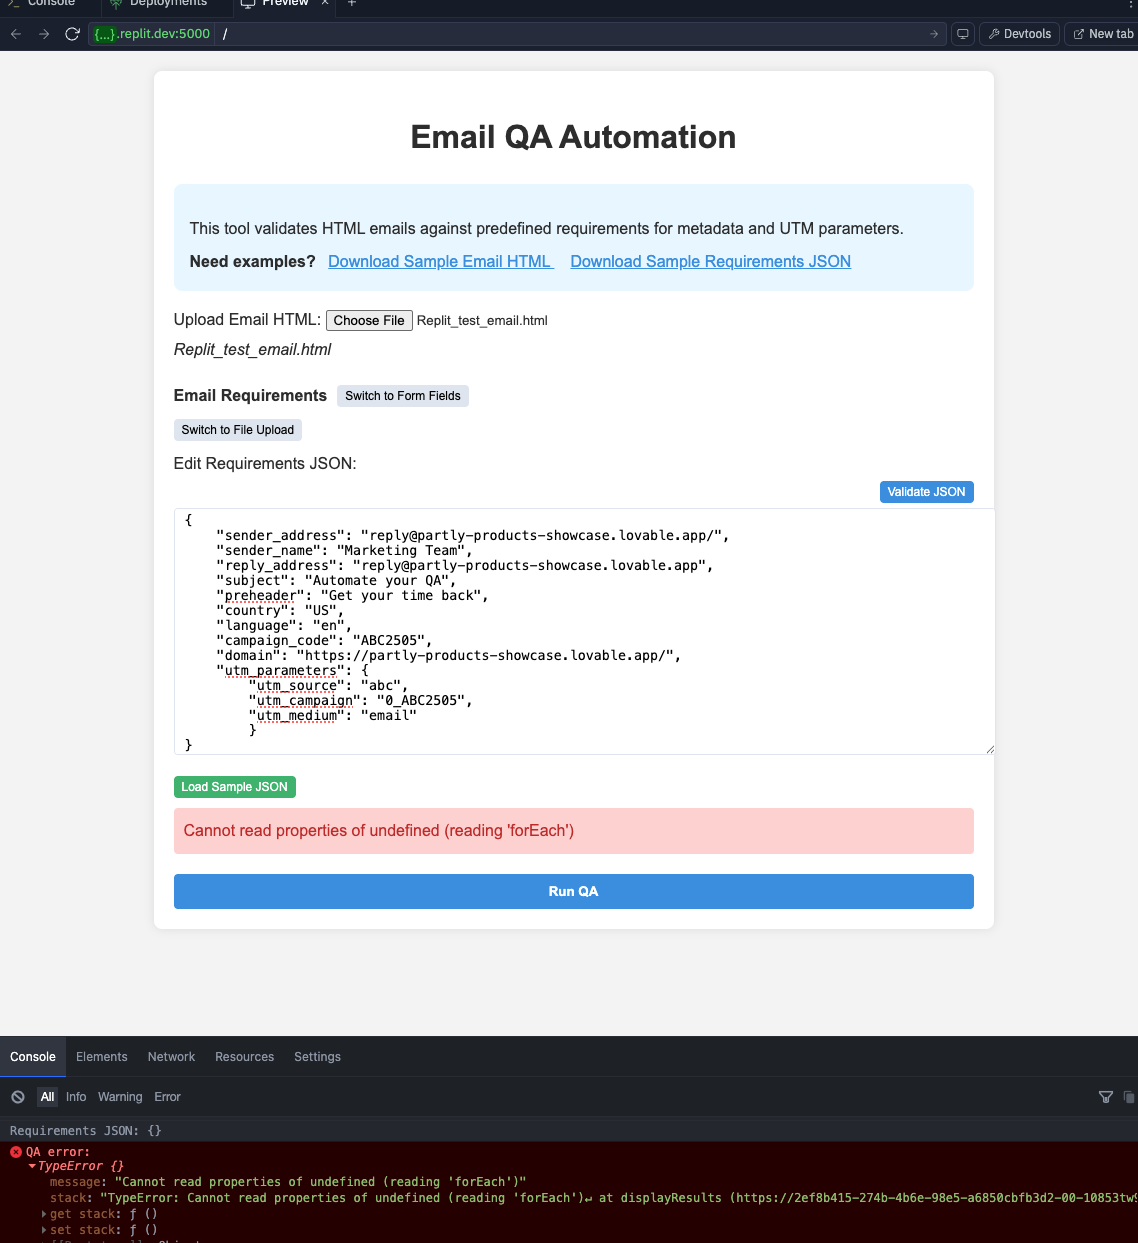 Console Deployments Preview × +
{...}.replit.dev:5000 / Devtools New tab
Email QA Automation
This tool validates HTML emails against predefined requirements for metadata and UTM parameters.
Need examples? Download Sample Email HTML Download Sample Requirements JSON
Upload Email HTML: Choose File Replit_test_email.html
Replit_test_email.html
Email Requirements Switch to Form Fields
Switch to File Upload
Edit Requirements JSON:
Validate JSON
{
"sender_address": "reply@partly-products-showcase.lovable.app/",
"sender_name": "Marketing Team",
"reply_address": "reply@partly-products-showcase.lovable.app",
"subject": "Automate your QA",
"preheader": "Get your time back",
"country": "US",
"language": "en",
"campaign_code": "ABC2505",
"domain": "https://partly-products-showcase.lovable.app/",
"utm_parameters": {
"utm_source": "abc",
"utm_campaign": "0_ABC2505",
"utm_medium": "email"
}
}
Load Sample JSON
Cannot read properties of undefined (reading 'forEach')
Run QA
Console Elements Network Resources Settings
All Info Warning Error
Requirements JSON: {}
QA error:
TypeError {}
message: "Cannot read properties of undefined (reading 'forEach')"
stack: "TypeError: Cannot read properties of undefined (reading 'forEach')↵ at displayResults (https://2ef8b415-274b-4b6e-98e5-a6850cbfb3d2-00-10853tw9
get stack: ƒ ()
set stack: ƒ ()